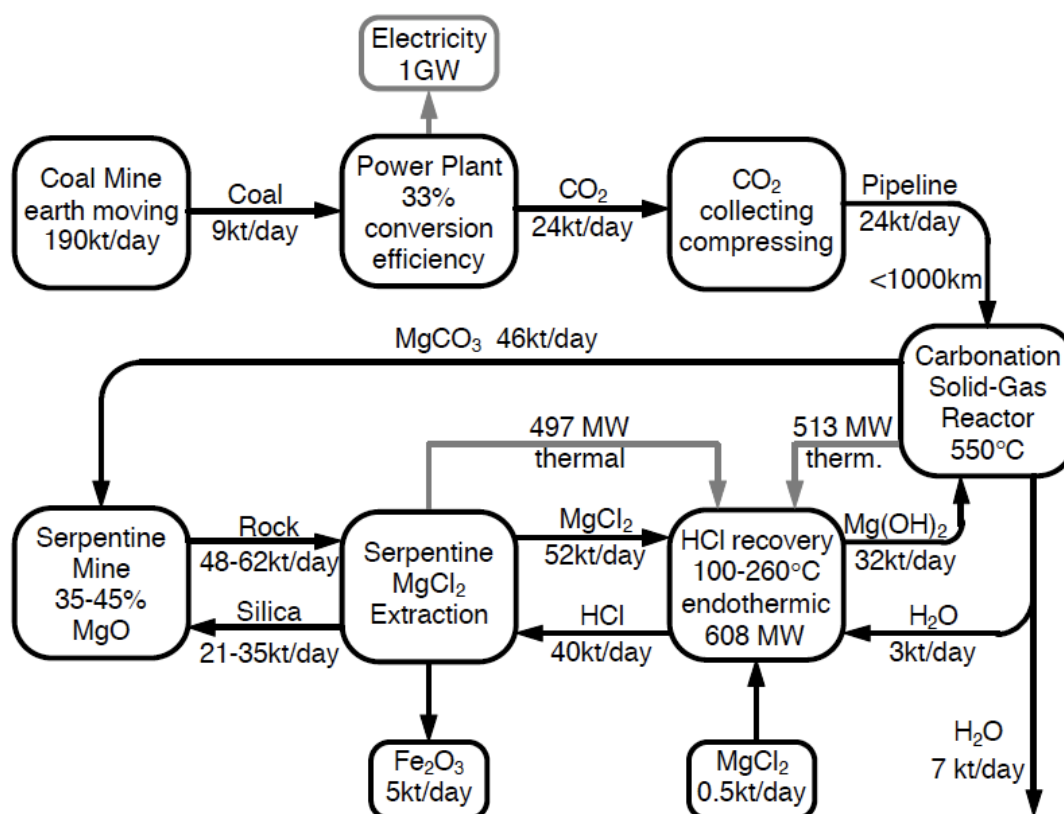 Electricity
1GW
Coal Mine
earth moving
190kt/day
Coal
9kt/day
Power Plant
33%
conversion
efficiency
CO₂
24kt/day
CO₂
collecting
compressing
Pipeline
24kt/day
<1000km
MgCO₃ 46kt/day
Carbonation
Solid-Gas
Reactor
550°C
497 MW
thermal
513 MW
therm.
Serpentine
Mine
35-45%
MgO
Rock
48-62kt/day
Silica
21-35kt/day
Serpentine
MgCl₂
Extraction
MgCl₂
52kt/day
HCl
40kt/day
HCl recovery
100-260°C
endothermic
608 MW
Mg(OH)₂
32kt/day
H₂O
3kt/day
Fe₂O₃
5kt/day
MgCl₂
0.5kt/day
H₂O
7 kt/day